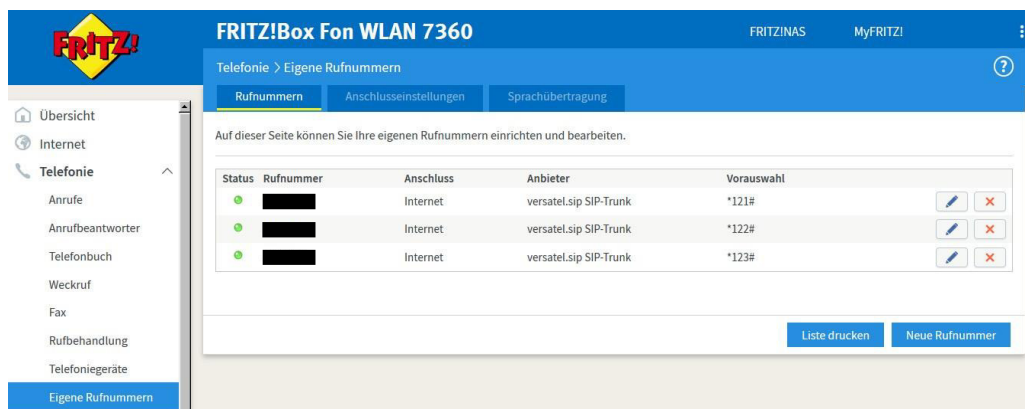 FRITZ!
FRITZ!Box Fon WLAN 7360
FRITZ!NAS
MyFRITZ!
Telefonie > Eigene Rufnummern
?
Rufnummern
Anschlusseinstellungen
Sprachübertragung
Übersicht
Internet
Telefonie
Anrufe
Anrufbeantworter
Telefonbuch
Weckruf
Fax
Rufbehandlung
Telefoniegeräte
Eigene Rufnummern
Auf dieser Seite können Sie Ihre eigenen Rufnummern einrichten und bearbeiten.
Status Rufnummer Anschluss Anbieter Vorauswahl
Internet versatel.sip SIP-Trunk *121#
Internet versatel.sip SIP-Trunk *122#
Internet versatel.sip SIP-Trunk *123#
Liste drucken
Neue Rufnummer